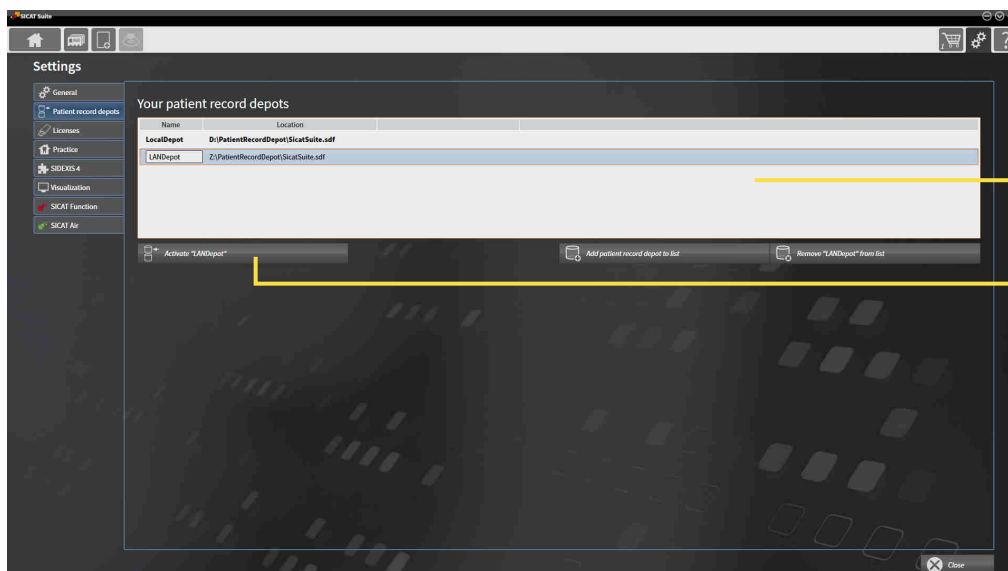 SICAT Suite
1
?
Settings
General
Patient record depots
Licenses
Practice
SIDEXIS 4
Visualization
SICAT Function
SICAT Air
Your patient record depots
Name Location
LocalDepot D:\PatientRecordDepot\SicatSuite.sdf
LANDepot Z:\PatientRecordDepot\SicatSuite.sdf
Activate "LANDepot" Add patient record depot to list Remove "LANDepot" from list
Close